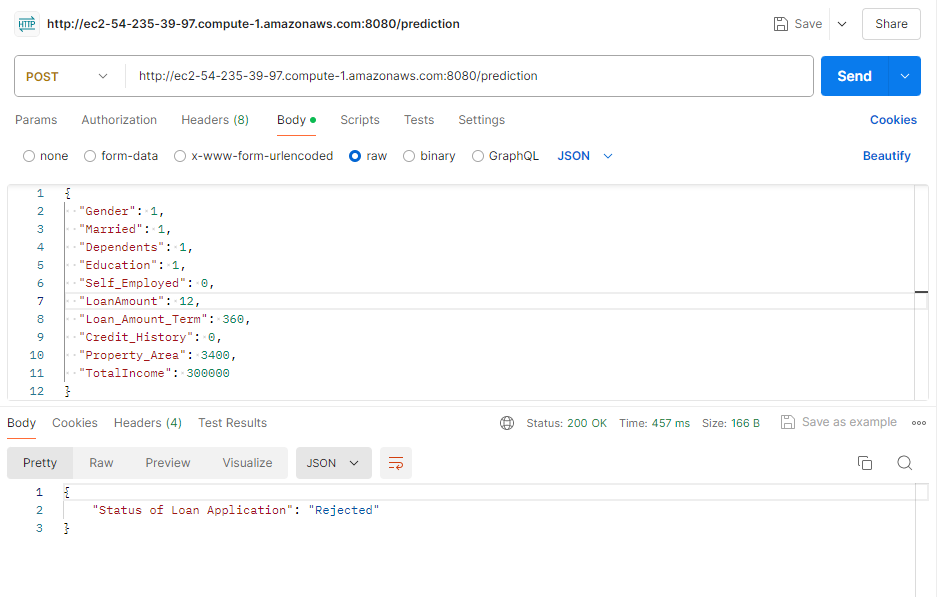 HTTP http://ec2-54-235-39-97.compute-1.amazonaws.com:8080/prediction Save Share
POST http://ec2-54-235-39-97.compute-1.amazonaws.com:8080/prediction Send
Params Authorization Headers (8) Body Scripts Tests Settings Cookies
none form-data x-www-form-urlencoded raw binary GraphQL JSON Beautify
1 {
2 "Gender": 1,
3 "Married": 1,
4 "Dependents": 1,
5 "Education": 1,
6 "Self_Employed": 0,
7 "LoanAmount": 12,
8 "Loan_Amount_Term": 360,
9 "Credit_History": 0,
10 "Property_Area": 3400,
11 "TotalIncome": 300000
12 }
Body Cookies Headers (4) Test Results Status: 200 OK Time: 457 ms Size: 166 B Save as example
Pretty Raw Preview Visualize JSON
1 {
2 "Status of Loan Application": "Rejected"
3 }